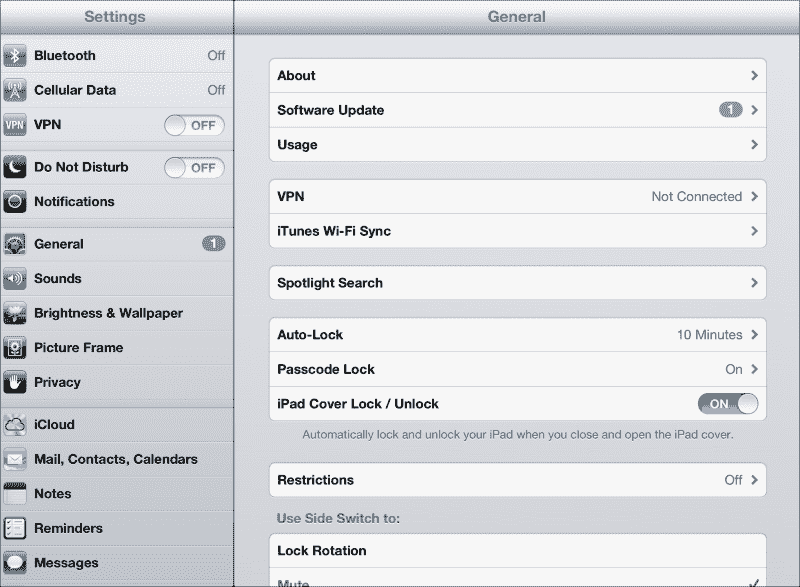 Settings
Bluetooth Off
Cellular Data Off
VPN VPN OFF
Do Not Disturb OFF
Notifications
General 1
Sounds
Brightness & Wallpaper
Picture Frame
Privacy
iCloud
Mail, Contacts, Calendars
Notes
Reminders
Messages
General
About
Software Update 1
Usage
VPN Not Connected
iTunes Wi-Fi Sync
Spotlight Search
Auto-Lock 10 Minutes
Passcode Lock On
iPad Cover Lock / Unlock ON
Automatically lock and unlock your iPad when you close and open the iPad cover.
Restrictions Off
Use Side Switch to:
Lock Rotation
Mute